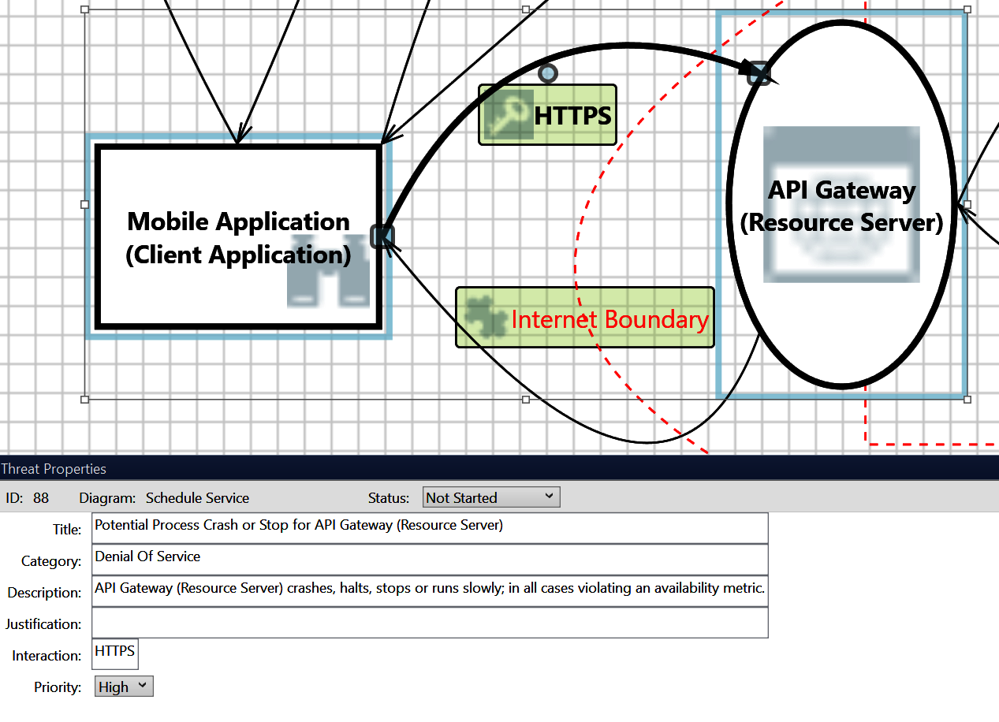 HTTPS
Mobile Application
(Client Application)
API Gateway
(Resource Server)
Internet Boundary
Threat Properties
ID: 88 Diagram: Schedule Service Status: Not Started
Title: Potential Process Crash or Stop for API Gateway (Resource Server)
Category: Denial Of Service
Description: API Gateway (Resource Server) crashes, halts, stops or runs slowly; in all cases violating an availability metric.
Justification:
Interaction: HTTPS
Priority: High